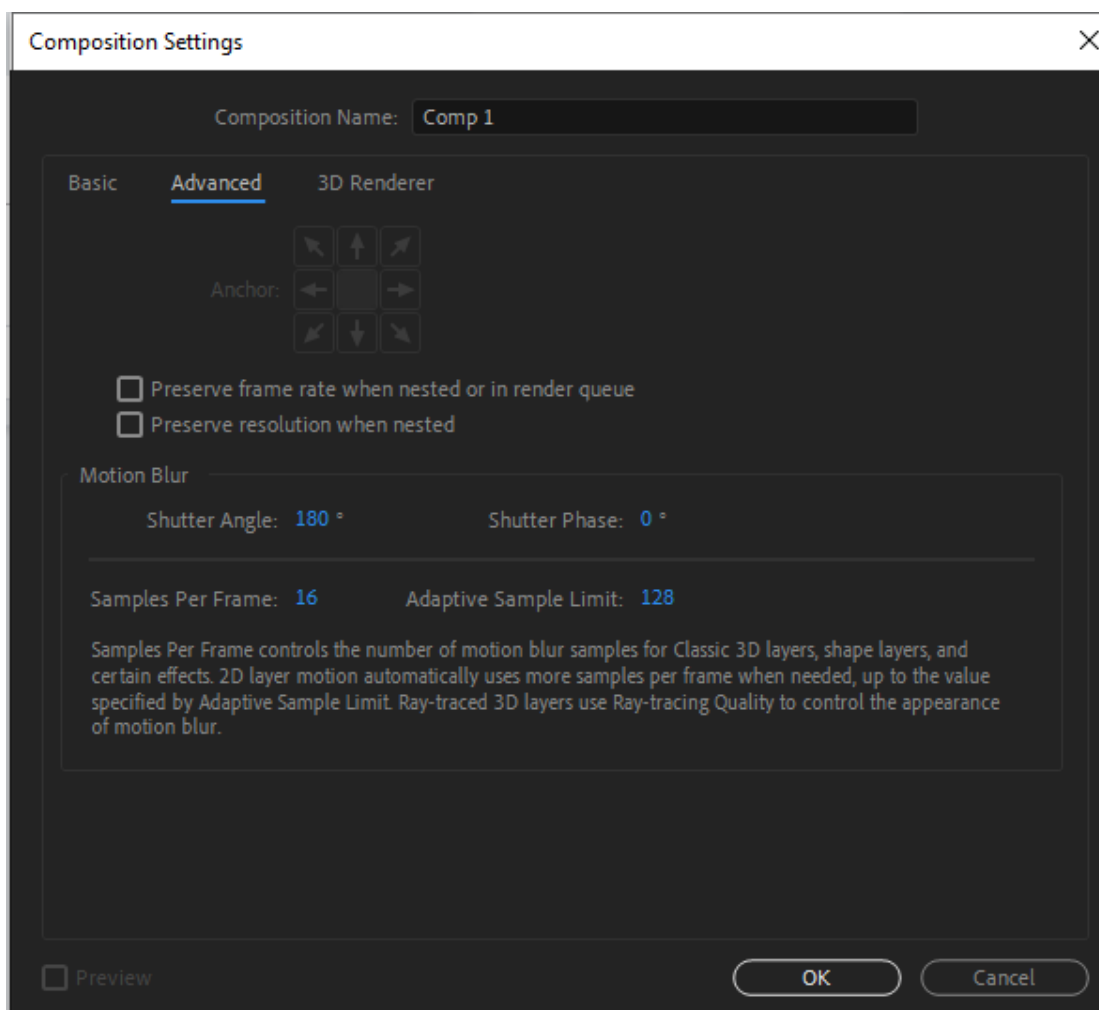 Composition Settings
Composition Name: Comp 1
Basic Advanced 3D Renderer
Anchor:
Preserve frame rate when nested or in render queue
Preserve resolution when nested
Motion Blur
Shutter Angle: 180 ° Shutter Phase: 0 °
Samples Per Frame: 16 Adaptive Sample Limit: 128
Samples Per Frame controls the number of motion blur samples for Classic 3D layers, shape layers, and
certain effects. 2D layer motion automatically uses more samples per frame when needed, up to the value
specified by Adaptive Sample Limit. Ray-traced 3D layers use Ray-tracing Quality to control the appearance
of motion blur.
Preview OK Cancel